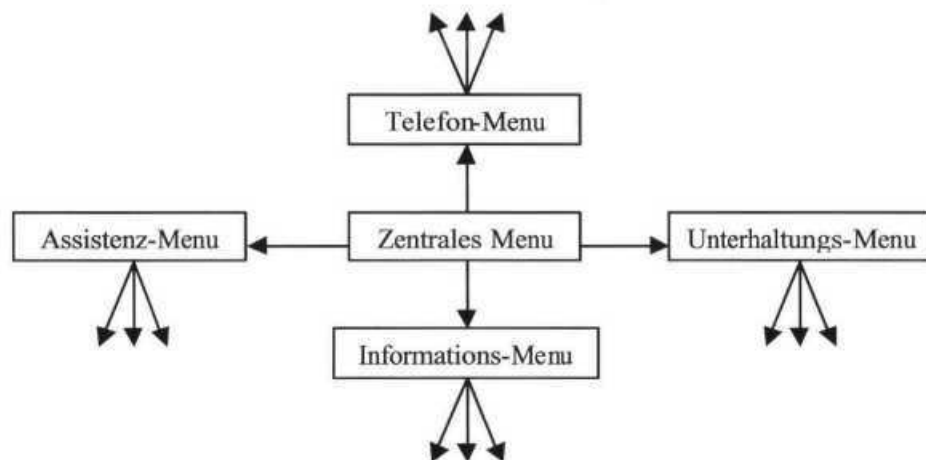 Telefon-Menu
Assistenz-Menu
Zentrales Menu
Unterhaltungs-Menu
Informations-Menu